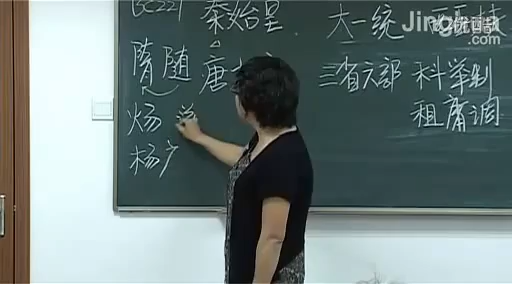 BC221 秦始皇 大一统
隋 随 唐 三省六部 科举制
炀 租庸调
杨广